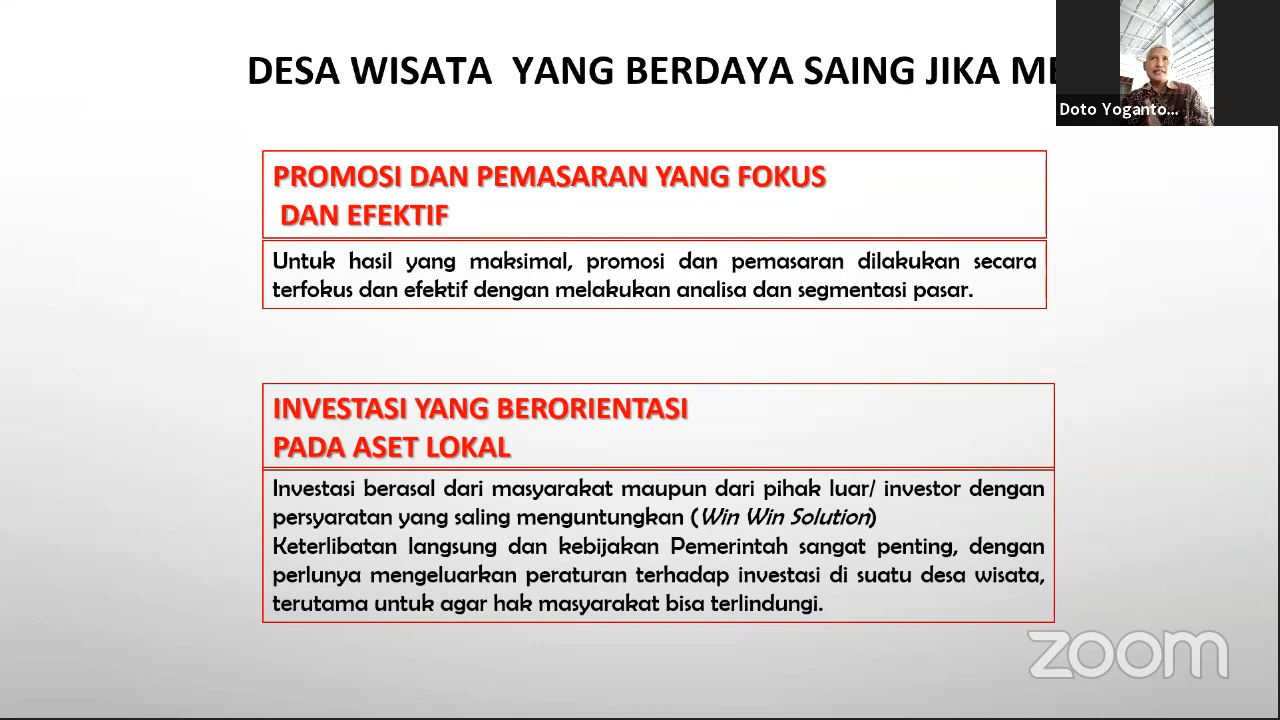 DESA WISATA YANG BERDAYA SAING JIKA ME
Doto Yoganto...
PROMOSI DAN PEMASARAN YANG FOKUS
DAN EFEKTIF
Untuk hasil yang maksimal, promosi dan pemasaran dilakukan secara
terfokus dan efektif dengan melakukan analisa dan segmentasi pasar.
INVESTASI YANG BERORIENTASI
PADA ASET LOKAL
Investasi berasal dari masyarakat maupun dari pihak luar/ investor dengan
persyaratan yang saling menguntungkan (Win Win Solution)
Keterlibatan langsung dan kebijakan Pemerintah sangat penting, dengan
perlunya mengeluarkan peraturan terhadap investasi di suatu desa wisata,
terutama untuk agar hak masyarakat bisa terlindungi.
zoom